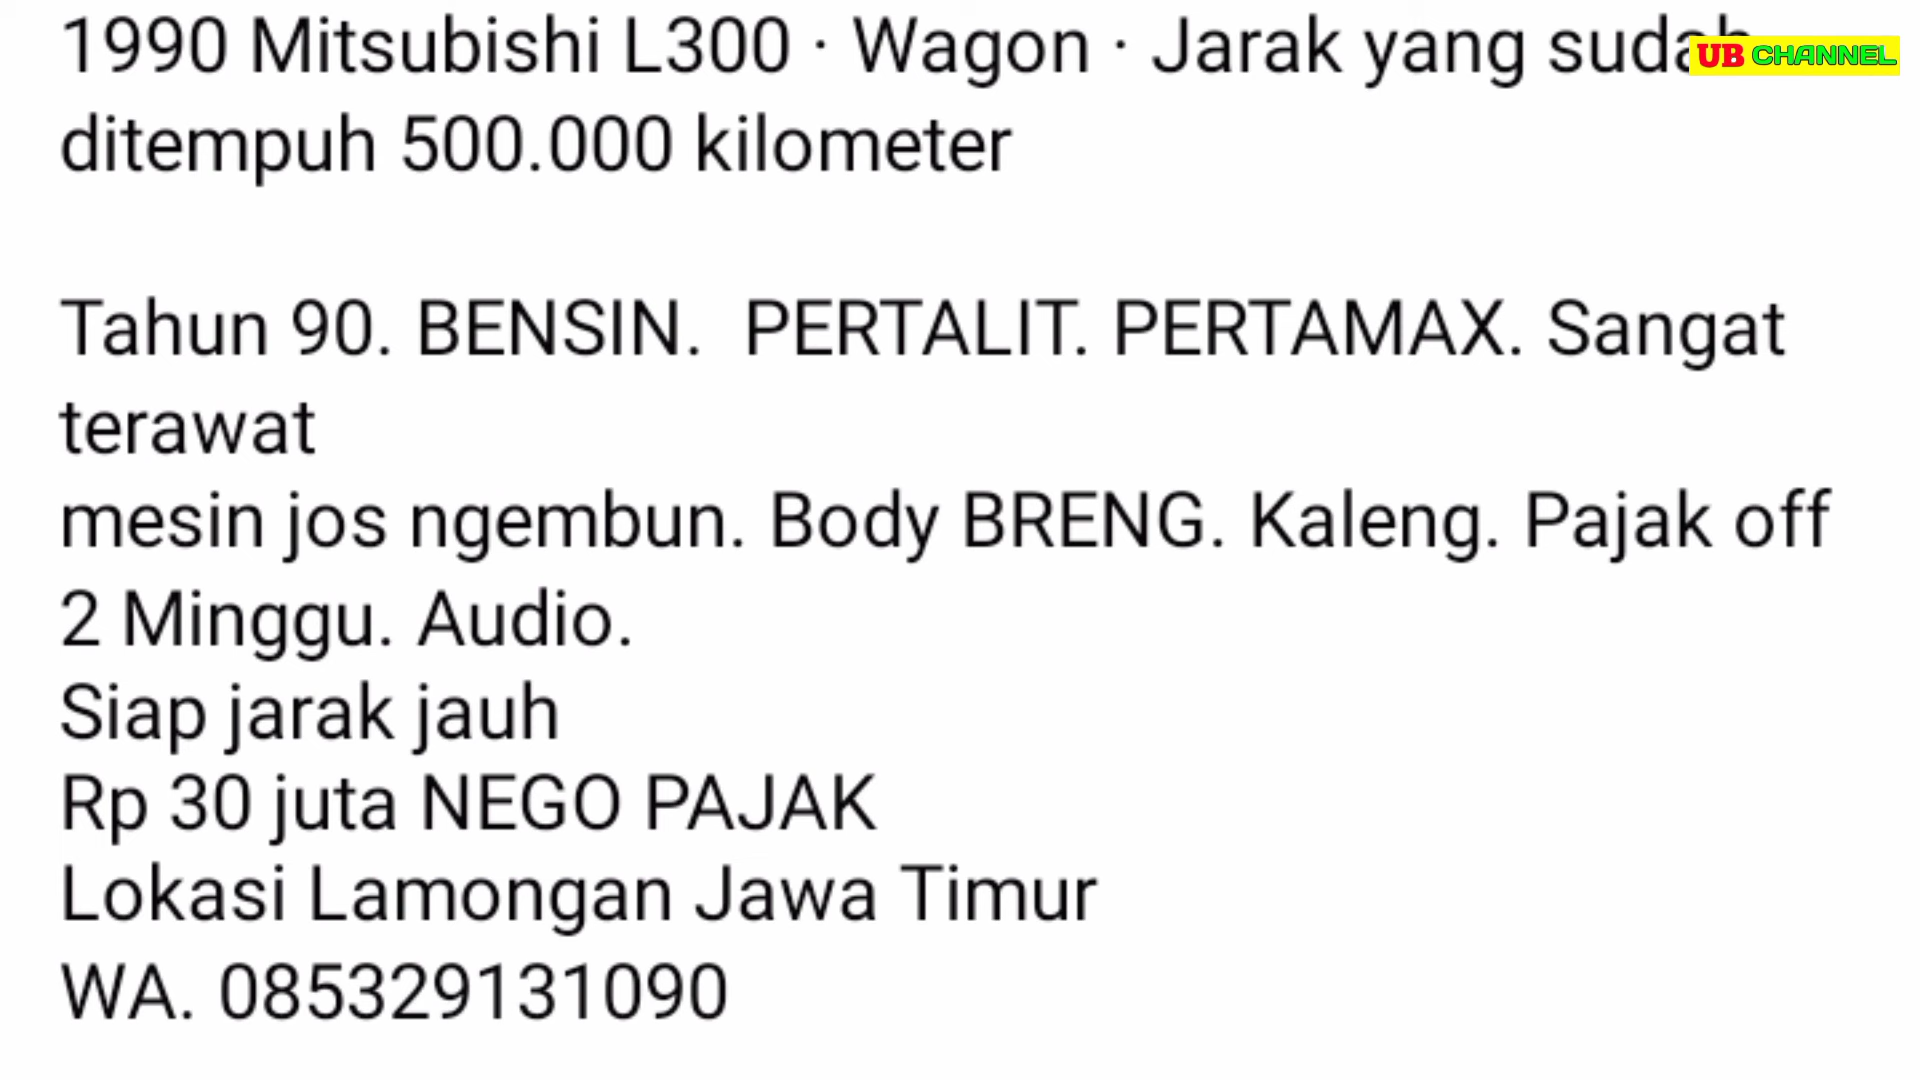 1990 Mitsubishi L300 · Wagon · Jarak yang sudah
UB CHANNEL
ditempuh 500.000 kilometer
Tahun 90. BENSIN.  PERTALIT. PERTAMAX. Sangat
terawat
mesin jos ngembun. Body BRENG. Kaleng. Pajak off
2 Minggu. Audio.
Siap jarak jauh
Rp 30 juta NEGO PAJAK
Lokasi Lamongan Jawa Timur
WA. 085329131090